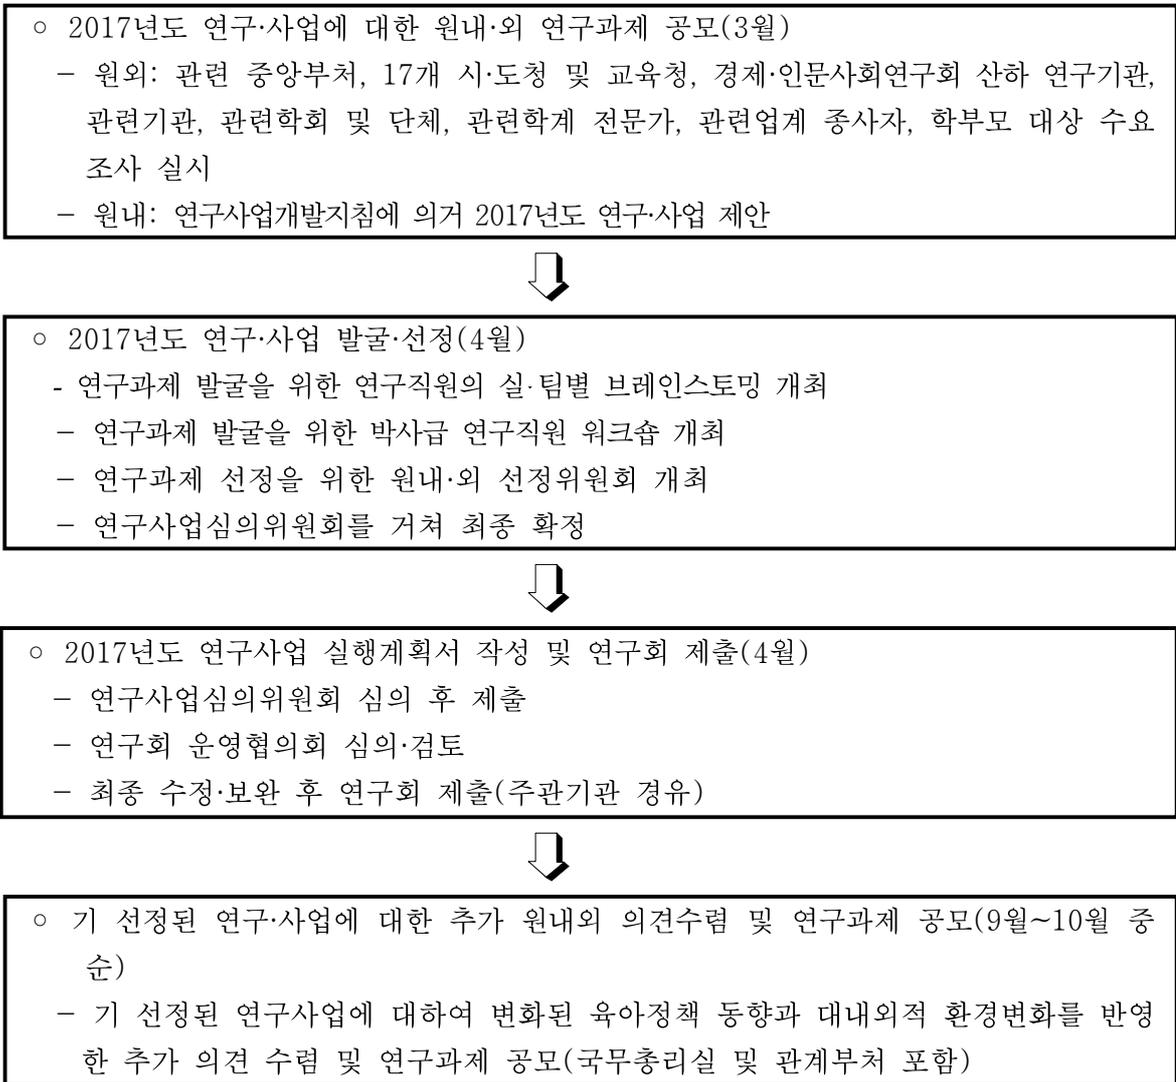 ○ 2017년도 연구·사업에 대한 원내·외 연구과제 공모(3월)
－ 원외: 관련 중앙부처, 17개 시·도청 및 교육청, 경제·인문사회연구회 산하 연구기관,
관련기관, 관련학회 및 단체, 관련학계 전문가, 관련업계 종사자, 학부모 대상 수요
조사 실시
－ 원내: 연구사업개발지침에 의거 2017년도 연구·사업 제안
○ 2017년도 연구·사업 발굴·선정(4월)
- 연구과제 발굴을 위한 연구직원의 실·팀별 브레인스토밍 개최
－ 연구과제 발굴을 위한 박사급 연구직원 워크숍 개최
－ 연구과제 선정을 위한 원내·외 선정위원회 개최
－ 연구사업심의위원회를 거쳐 최종 확정
○ 2017년도 연구사업 실행계획서 작성 및 연구회 제출(4월)
－ 연구사업심의위원회 심의 후 제출
－ 연구회 운영협의회 심의·검토
－ 최종 수정·보완 후 연구회 제출(주관기관 경유)
○ 기 선정된 연구·사업에 대한 추가 원내외 의견수렴 및 연구과제 공모(9월~10월 중
순)
－ 기 선정된 연구사업에 대하여 변화된 육아정책 동향과 대내외적 환경변화를 반영
한 추가 의견 수렴 및 연구과제 공모(국무총리실 및 관계부처 포함)